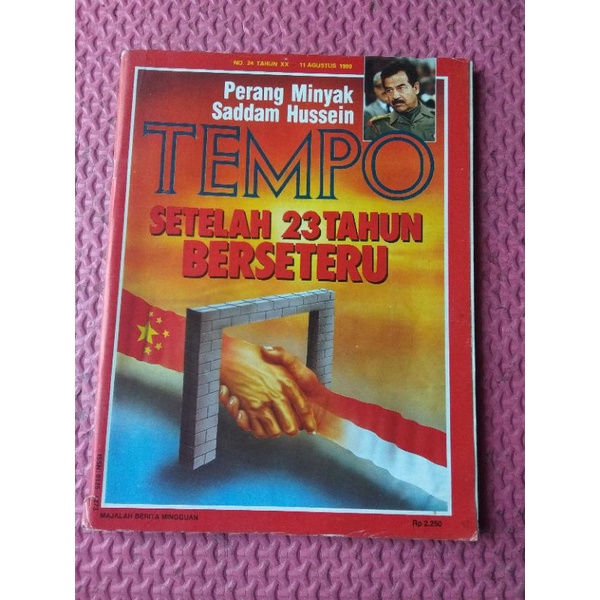 NO. 24 TAHUN XX 11 AGUSTUS 1990
Perang Minyak
Saddam Hussein
TEMPO
SETELAH 23 TAHUN
BERSETERU
MAJALAH BERITA MINGGUAN
Rp 2.250